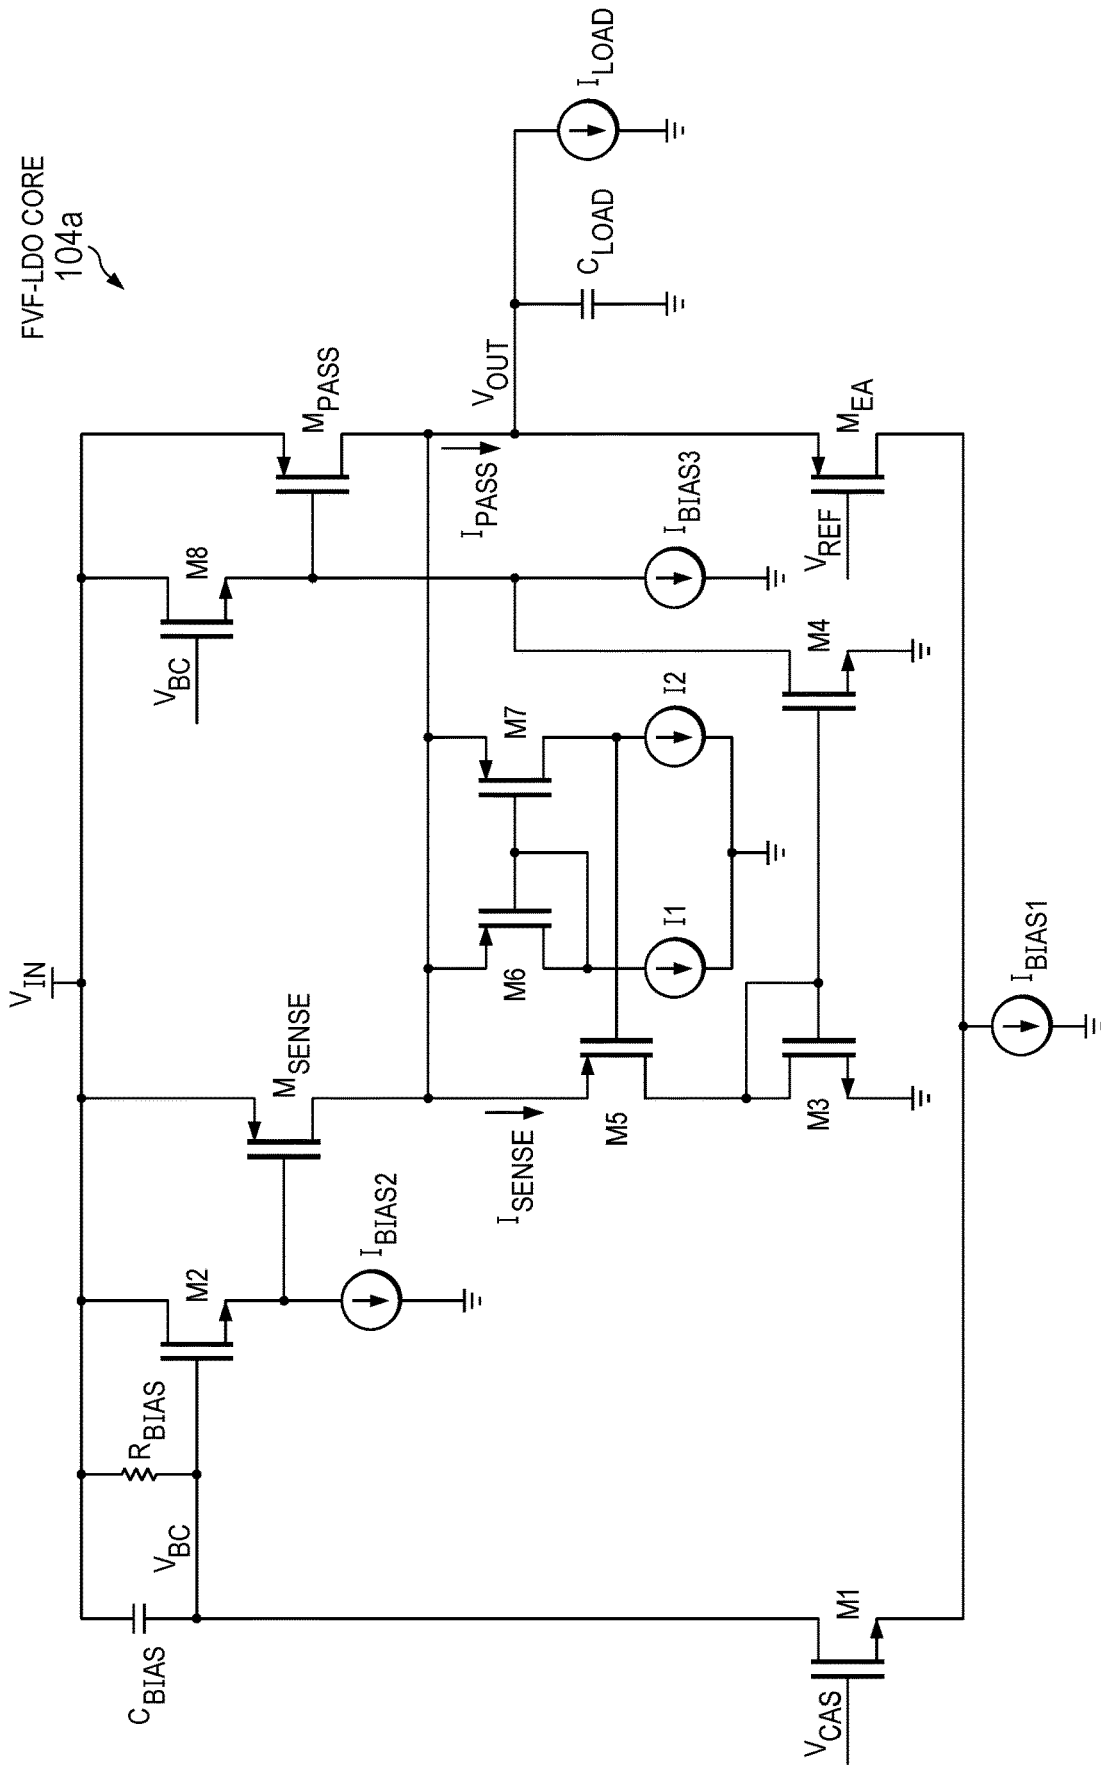 FVF-LDO CORE
104a
VIN
CBIAS
RBIAS
VBC
M2
IBIAS2
MSENSE
ISENSE
VBC
M8
MPASS
IPASS
VOUT
CLOAD
ILOAD
M6
M7
I1
I2
IBIAS3
M5
M3
M4
VREF
MEA
VCAS
M1
IBIAS1